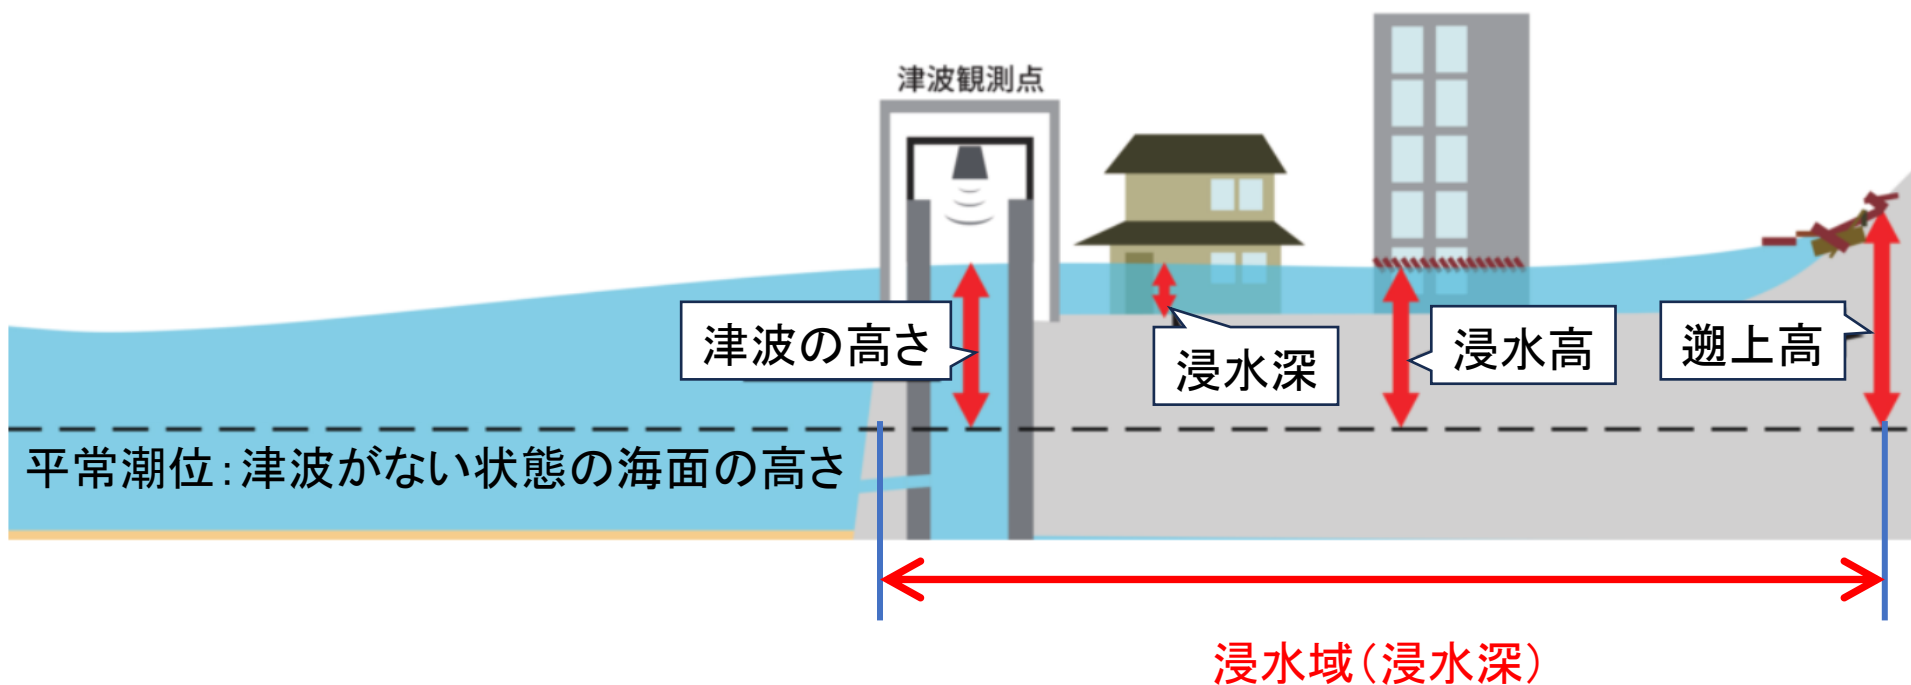 津波観測点
津波の高さ
浸水深
浸水高
遡上高
平常潮位:津波がない状態の海面の高さ
浸水域(浸水深)